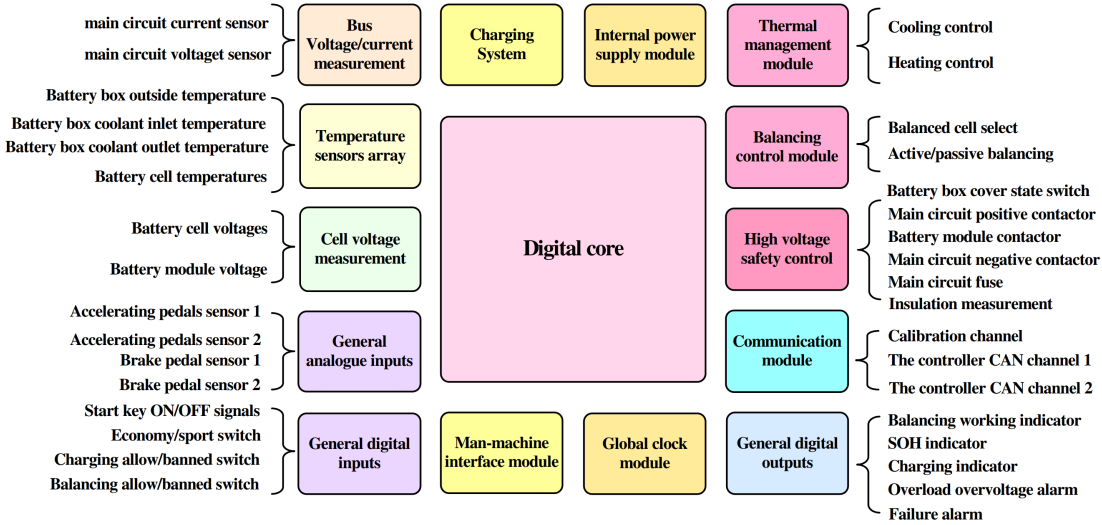 main circuit current sensor
main circuit voltaget sensor
Bus
Voltage/current
measurement
Charging
System
Internal power
supply module
Thermal
management
module
Cooling control
Heating control
Battery box outside temperature
Battery box coolant inlet temperature
Battery box coolant outlet temperature
Battery cell temperatures
Temperature
sensors array
Balancing
control module
Balanced cell select
Active/passive balancing
Battery cell voltages
Battery module voltage
Cell voltage
measurement
Digital core
High voltage
safety control
Battery box cover state switch
Main circuit positive contactor
Battery module contactor
Main circuit negative contactor
Main circuit fuse
Insulation measurement
Accelerating pedals sensor 1
Accelerating pedals sensor 2
Brake pedal sensor 1
Brake pedal sensor 2
General
analogue inputs
Communication
module
Calibration channel
The controller CAN channel 1
The controller CAN channel 2
Start key ON/OFF signals
Economy/sport switch
Charging allow/banned switch
Balancing allow/banned switch
General digital
inputs
Man-machine
interface module
Global clock
module
General digital
outputs
Balancing working indicator
SOH indicator
Charging indicator
Overload overvoltage alarm
Failure alarm